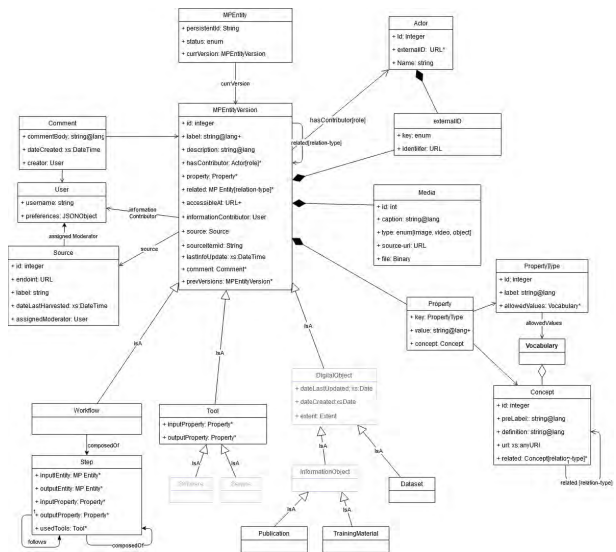 MPEntity
+ persistentId: String
+ status: enum
+ currVersion: MPEntityVersion
currVersion
Actor
+ Id: Integer
+ externalID: URL*
+ Name: string
hasContributor[role]
externalID
+ key: enum
+ identifier: URL
MPEntityVersion
+ id: integer
+ label: string@lang+
+ description: string@lang
+ hasContributor: Actor[role]*
+ property: Property*
+ related: MP Entity[relation-type]*
+ accessibleAt: URL+
+ informationContributor: User
+ source: Source
+ sourceItemId: String
+ lastInfoUpdate: xs:DateTime
+ comment: Comment*
+ prevVersions: MPEntityVersion*
related[relation-type]
Comment
+ commentBody: string@lang
+ dateCreated: xs:DateTime
+ creator: User
User
+ username: string
+ preferences: JSONObject
information
Contributor
assigned Moderator
source
Source
+ id: integer
+ endoint: URL
+ label: string
+ dateLastHarvested: xs:DateTime
+ assignedModerator: User
Media
+ id: int
+ caption: string@lang
+ type: enum[image, video, object]
+ source-uri: URL
+ file: Binary
Property
+ key: PropertyType
+ value: string@lang+
+ concept: Concept
PropertyType
+ Id: Integer
+ label: string@lang
+ allowedValues: Vocabulary*
allowedValues
Vocabulary
Concept
+ id: integer
+ preLabel: string@lang
+ definition: string@lang
+ url: xs:anyURI
+ related: Concept[relation-type]*
related [relation-type]
IsA
IsA
IsA
Workflow
composedOf
Step
+ inputEntity: MP Entity*
+ outputEntity: MP Entity*
+ inputProperty: Property*
+ outputProperty: Property*
+ usedTools: Tool*
follows
composedOf
Tool
+ inputProperty: Property*
+ outputProperty: Property*
IsA
IsA
DigitalObject
+ dateLastUpdated: xs:Date
+ dateCreated:xsDate
+ extent: Extent
IsA
IsA
InformationObject
Dataset
IsA
IsA
Publication
TrainingMaterial